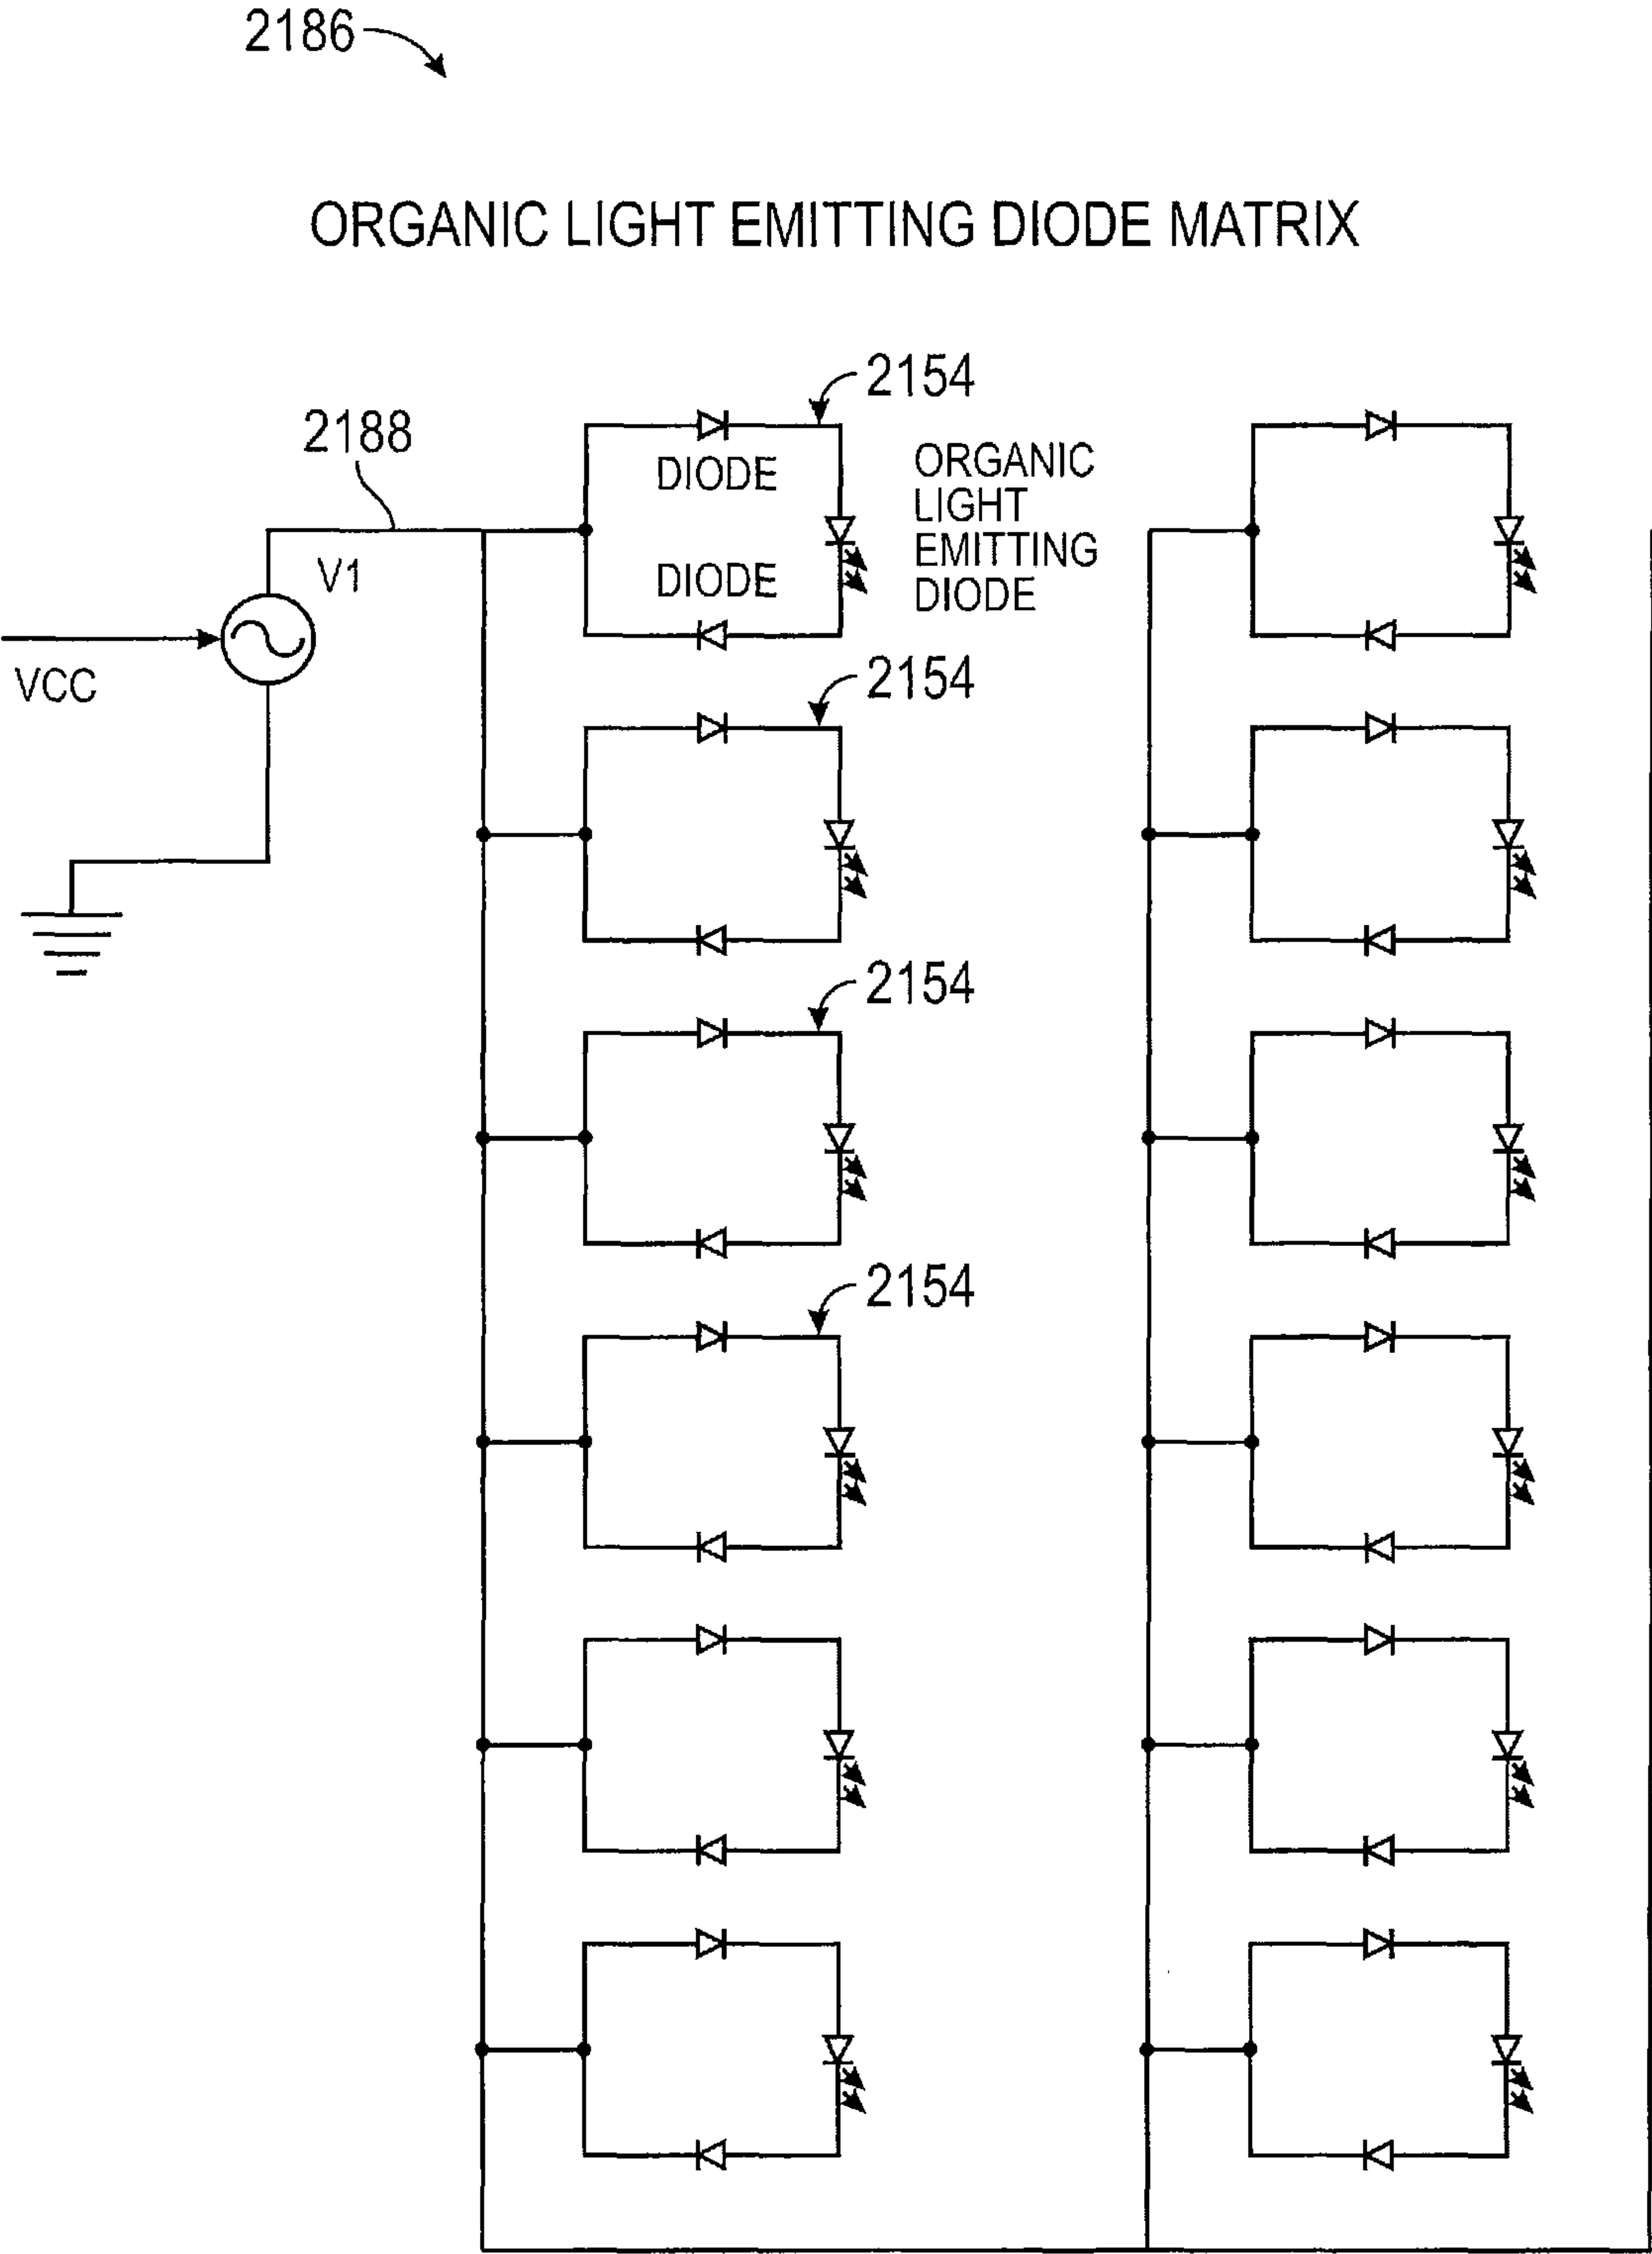 2186
ORGANIC LIGHT EMITTING DIODE MATRIX
2154
2188
DIODE
ORGANIC
LIGHT
EMITTING
DIODE
V1
DIODE
VCC
2154
2154
2154